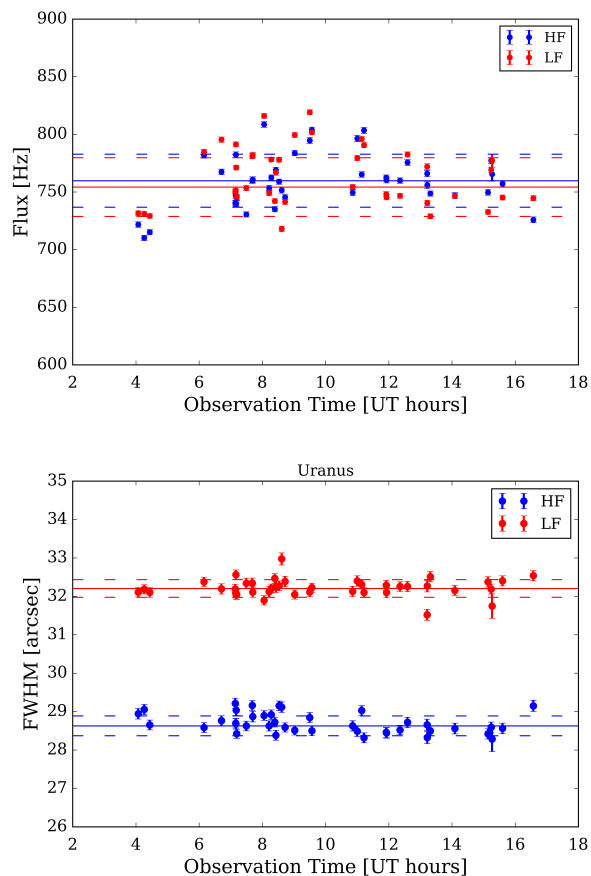 900
850
800
750
700
650
600
Flux [Hz]
HF
LF
2 4 6 8 10 12 14 16 18
Observation Time [UT hours]
Uranus
35
34
33
32
31
30
29
28
27
26
FWHM [arcsec]
HF
LF
2 4 6 8 10 12 14 16 18
Observation Time [UT hours]